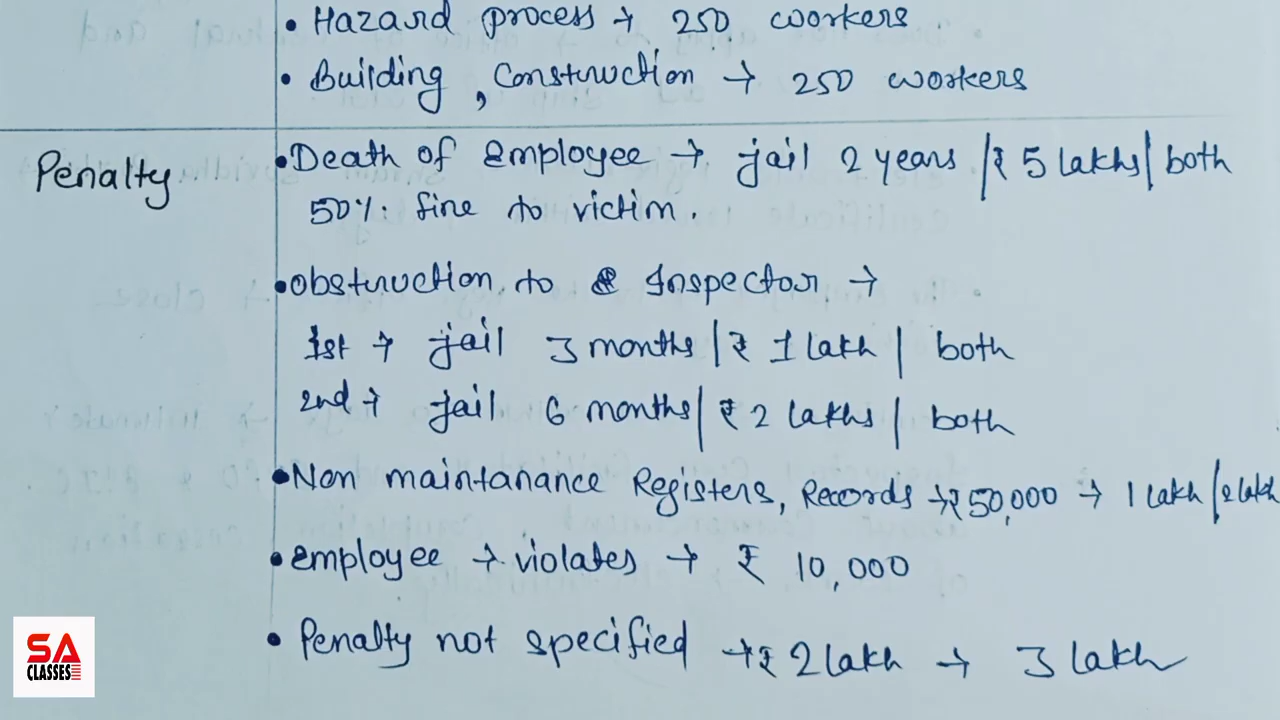 • Hazard process → 250 workers
• Building, Construction → 250 workers
Penalty
• Death of employee → jail 2 years / ₹ 5 lakhs / both
50%. fine to victim.
• obstruction to Inspector →
1st → jail 3 months / ₹ 1 lakh / both
2nd → jail 6 months / ₹ 2 lakhs / both
• Non maintanance Registers, Records → ₹ 50,000 → 1 lakh / 2 lakh
• employee → violates → ₹ 10,000
• Penalty not specified → ₹ 2 lakh → 3 lakh
SA
CLASSES